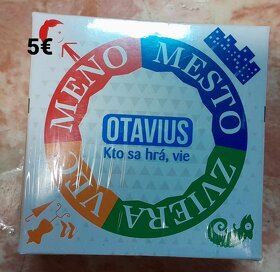 5€
MENO
MESTO
ZVIERA
VEC
OTAVIUS
Kto sa hrá, vie